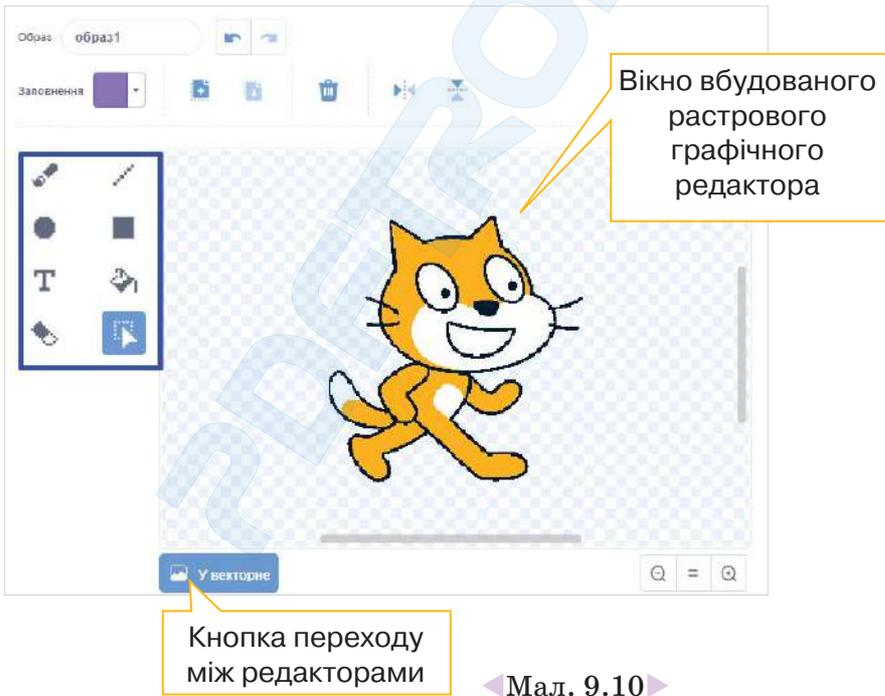 Образ образ1
Заповнення
Вікно вбудованого
растрового
графічного
редактора
T
У векторне
Кнопка переходу
між редакторами
Мал. 9.10